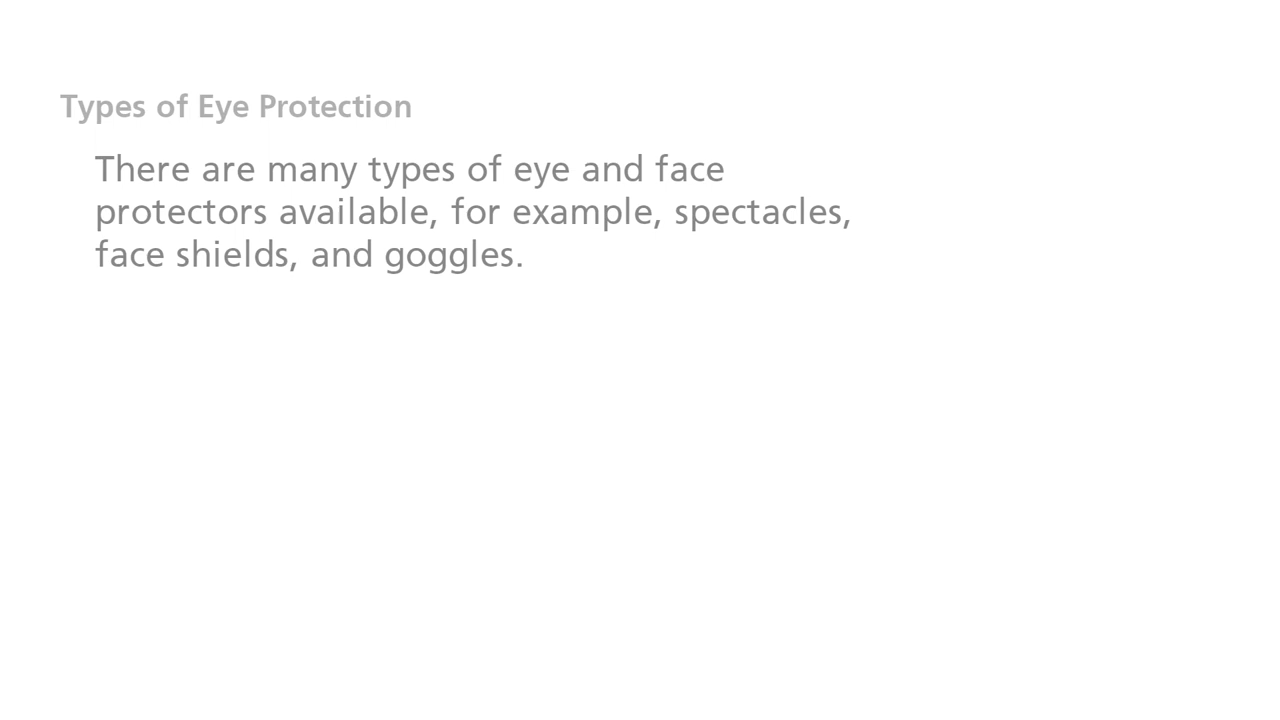 Types of Eye Protection
There are many types of eye and face
protectors available, for example, spectacles,
face shields, and goggles.